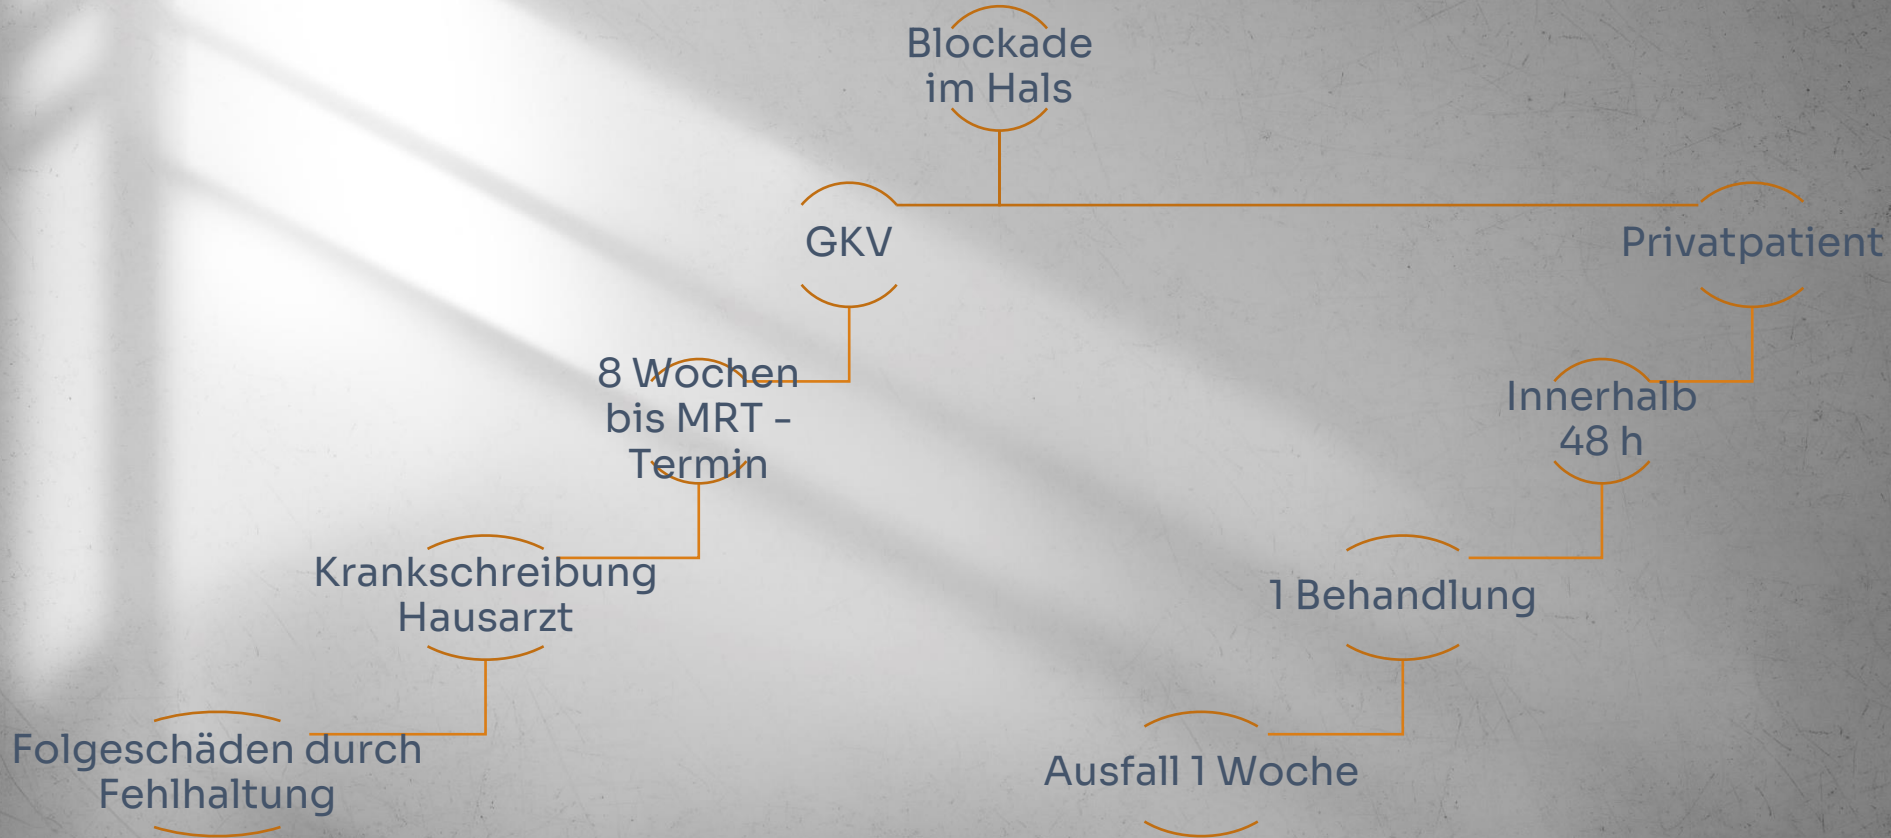 Blockade
im Hals
GKV
Privatpatient
8 Wochen
bis MRT -
Termin
Innerhalb
48 h
Krankschreibung
Hausarzt
1 Behandlung
Folgeschäden durch
Fehlhaltung
Ausfall 1 Woche